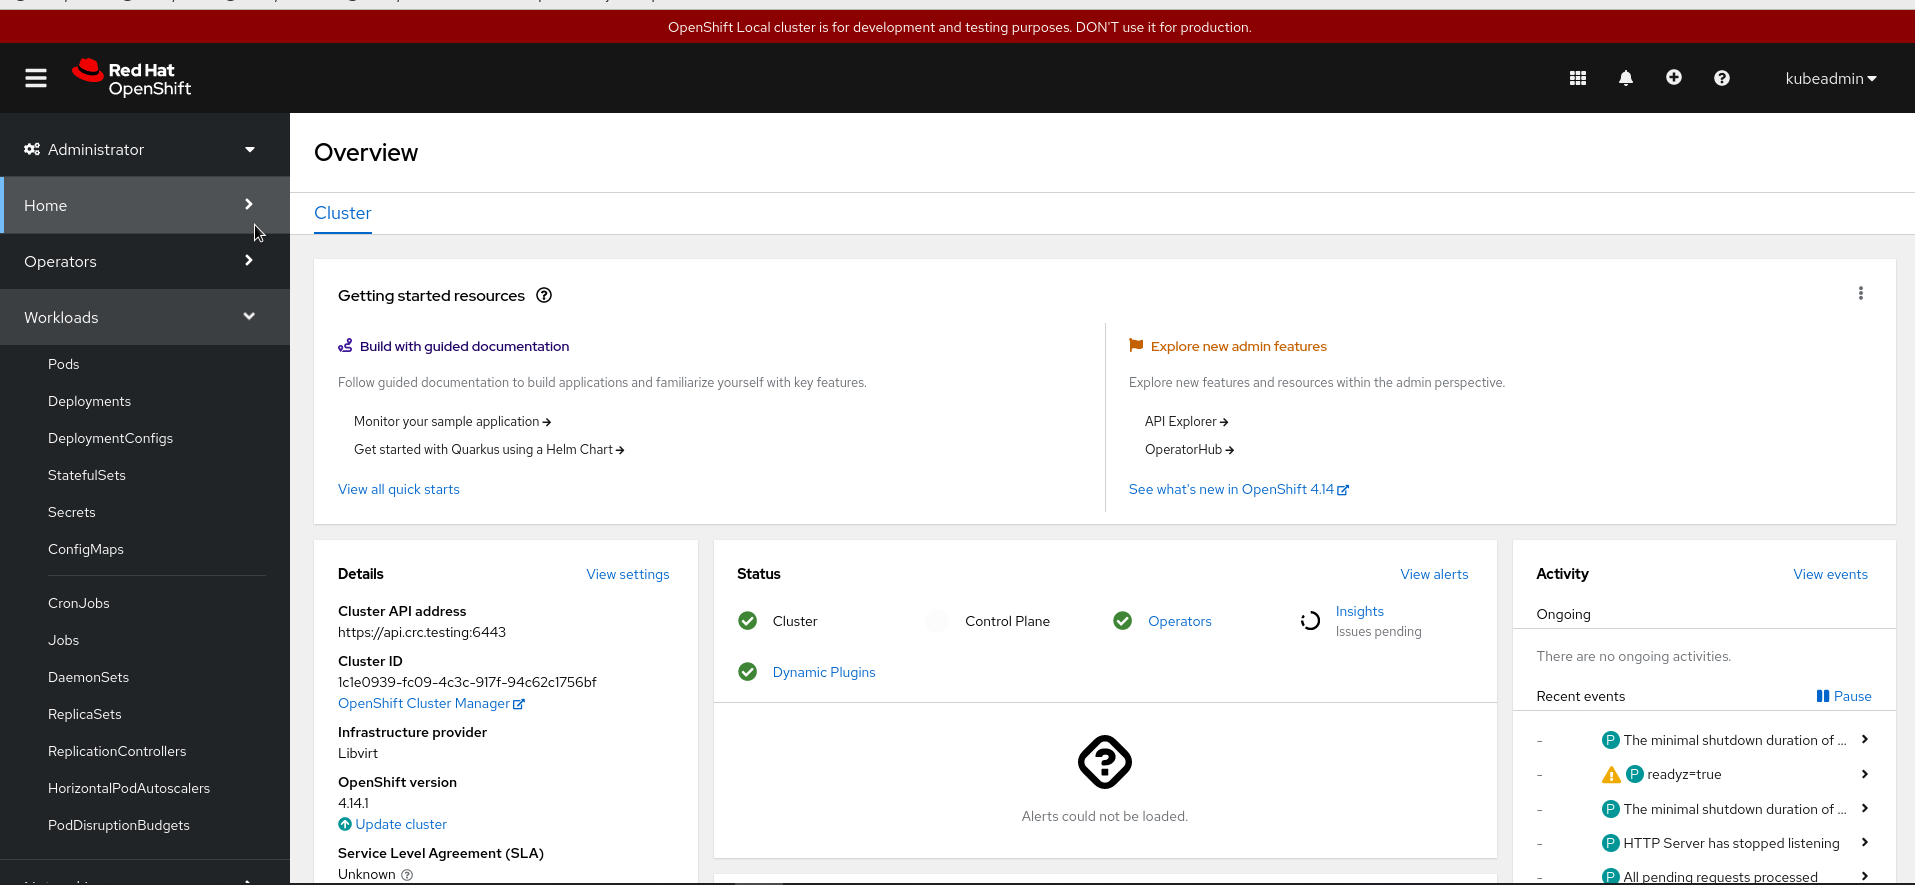 OpenShift Local cluster is for development and testing purposes. DON'T use it for production.
Red Hat
OpenShift
kubeadmin
Administrator
Home
Operators
Workloads
Pods
Deployments
DeploymentConfigs
StatefulSets
Secrets
ConfigMaps
CronJobs
Jobs
DaemonSets
ReplicaSets
ReplicationControllers
HorizontalPodAutoscalers
PodDisruptionBudgets
Overview
Cluster
Getting started resources
Build with guided documentation
Follow guided documentation to build applications and familiarize yourself with key features.
Monitor your sample application
Get started with Quarkus using a Helm Chart
View all quick starts
Explore new admin features
Explore new features and resources within the admin perspective.
API Explorer
OperatorHub
See what's new in OpenShift 4.14
Details
View settings
Cluster API address
https://api.crc.testing:6443
Cluster ID
1c1e0939-fc09-4c3c-917f-94c62c1756bf
OpenShift Cluster Manager
Infrastructure provider
Libvirt
OpenShift version
4.14.1
Update cluster
Service Level Agreement (SLA)
Unknown
Status
View alerts
Cluster
Control Plane
Operators
Insights
Issues pending
Dynamic Plugins
Alerts could not be loaded.
Activity
View events
Ongoing
There are no ongoing activities.
Recent events
Pause
- P The minimal shutdown duration of ...
- P readyz=true
- P The minimal shutdown duration of ...
- P HTTP Server has stopped listening
- P All pending requests processed